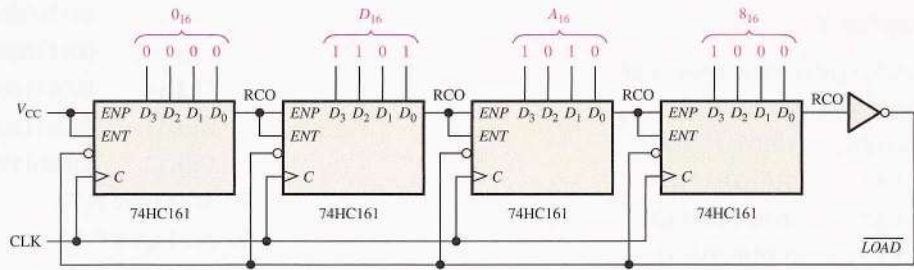 0₁₆ D₁₆ A₁₆ 8₁₆
0 0 0 0 1 1 0 1 1 0 1 0 1 0 0 0
RCO RCO RCO RCO
V_CC ENP D₃ D₂ D₁ D₀ ENP D₃ D₂ D₁ D₀ ENP D₃ D₂ D₁ D₀ ENP D₃ D₂ D₁ D₀
ENT ENT ENT ENT
C C C C
74HC161 74HC161 74HC161 74HC161
CLK L̅O̅A̅D̅